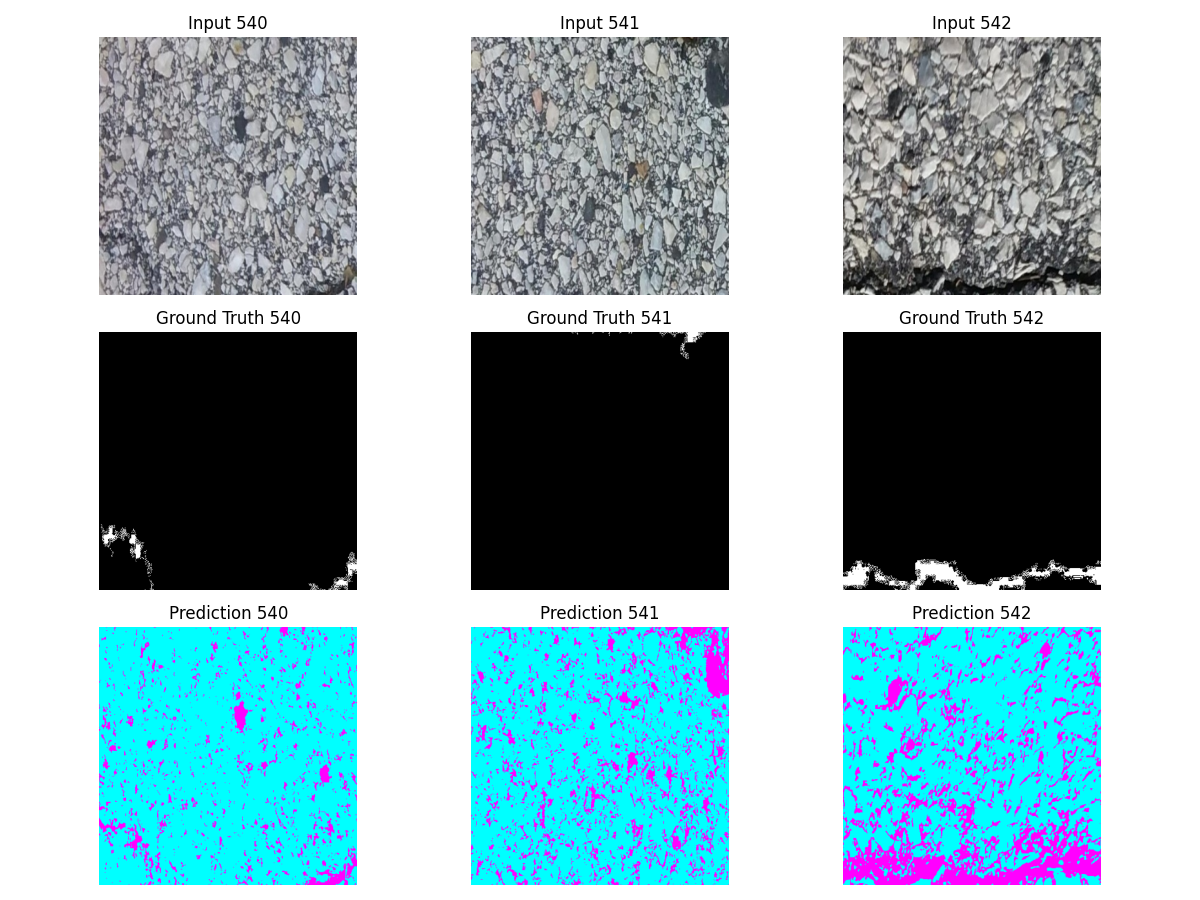 Input 540
Input 541
Input 542
Ground Truth 540
Ground Truth 541
Ground Truth 542
Prediction 540
Prediction 541
Prediction 542